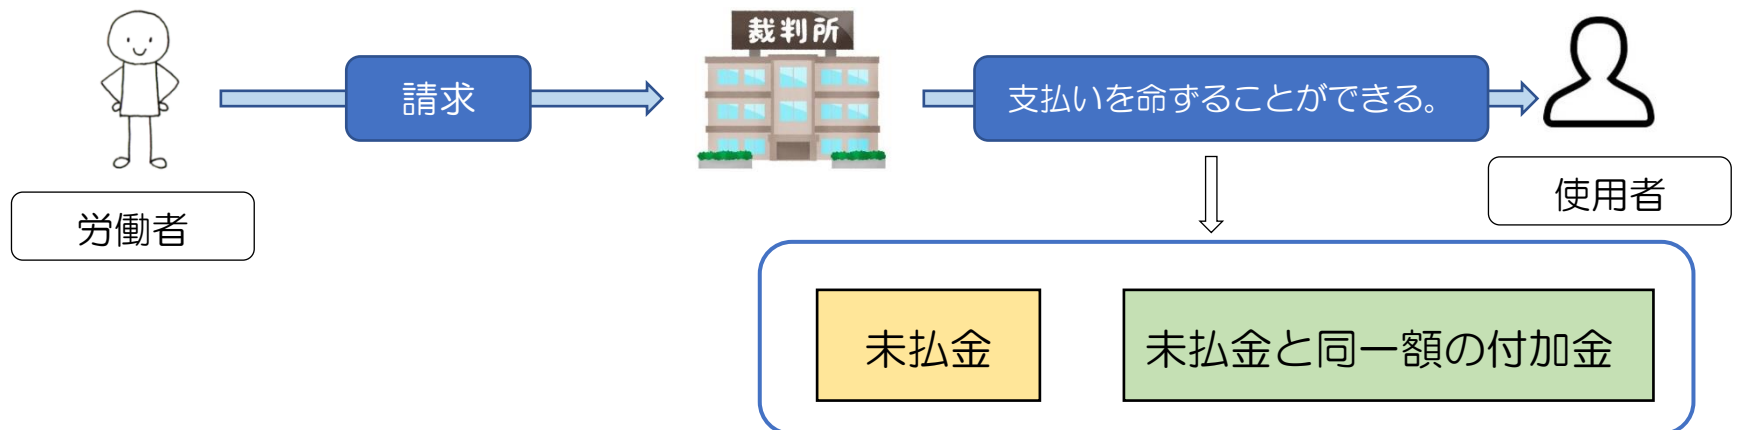 裁判所
請求
支払いを命ずることができる。
労働者
使用者
未払金
未払金と同一額の付加金